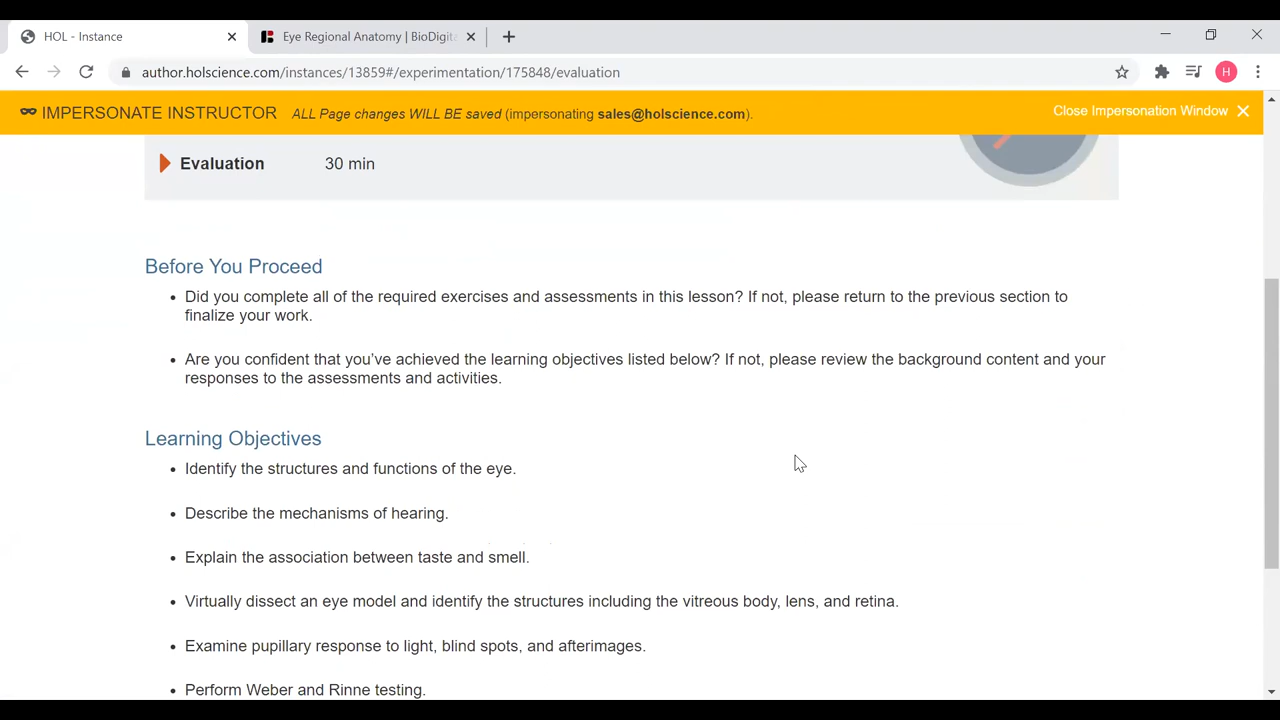 HOL - Instance
Eye Regional Anatomy | BioDigita
author.holscience.com/instances/13859#/experimentation/175848/evaluation
H
IMPERSONATE INSTRUCTOR ALL Page changes WILL BE saved (impersonating sales@holscience.com).
Close Impersonation Window
Evaluation 30 min
Before You Proceed
• Did you complete all of the required exercises and assessments in this lesson? If not, please return to the previous section to
finalize your work.
• Are you confident that you’ve achieved the learning objectives listed below? If not, please review the background content and your
responses to the assessments and activities.
Learning Objectives
• Identify the structures and functions of the eye.
• Describe the mechanisms of hearing.
• Explain the association between taste and smell.
• Virtually dissect an eye model and identify the structures including the vitreous body, lens, and retina.
• Examine pupillary response to light, blind spots, and afterimages.
• Perform Weber and Rinne testing.